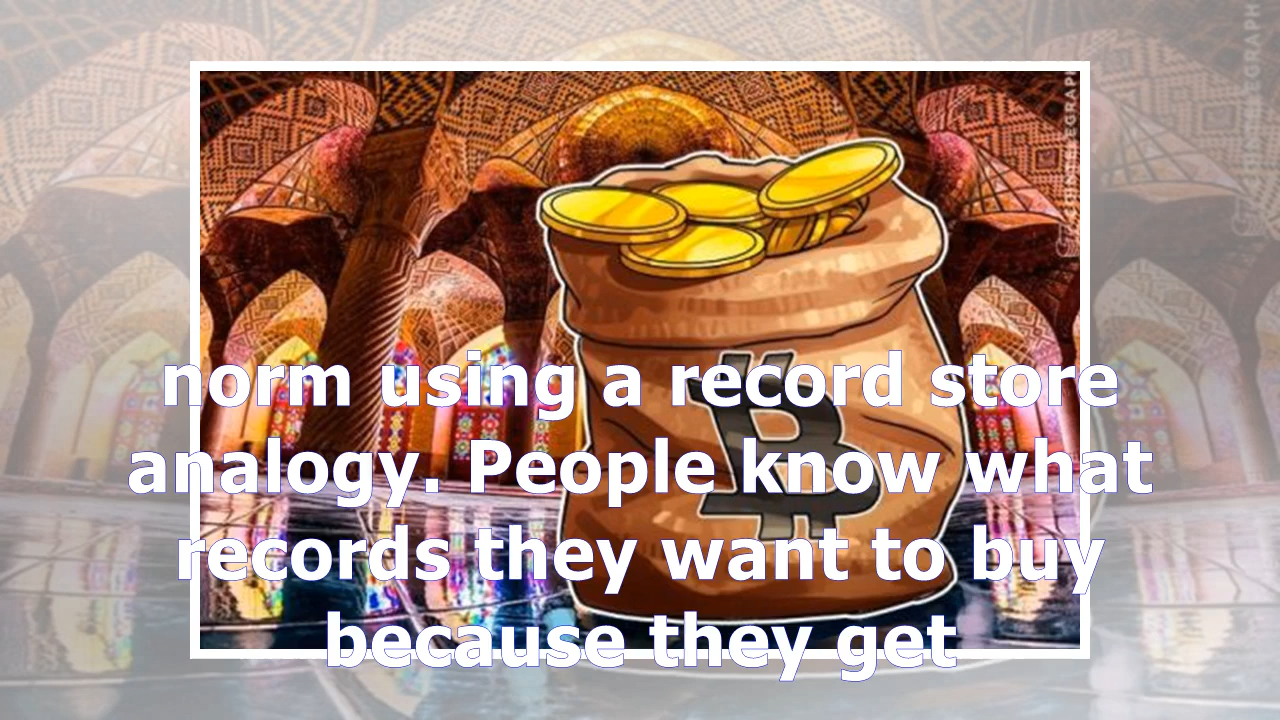 norm using a record store
analogy. People know what
records they want to buy
because they get